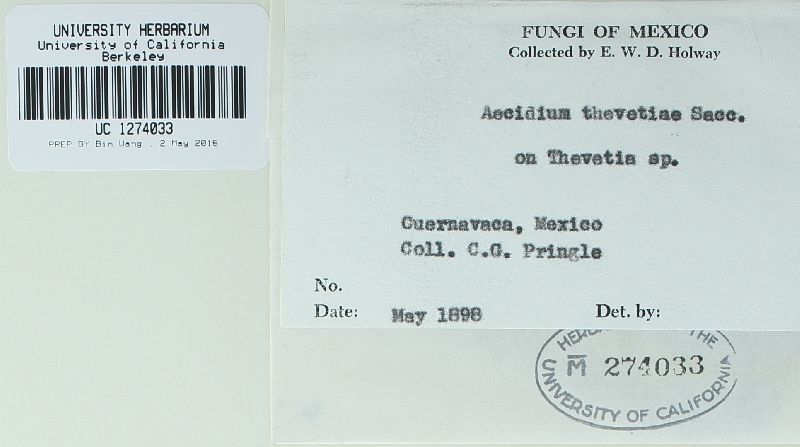 UNIVERSITY HERBARIUM
University of California
Berkeley
UC 1274033
PREP BY Bin Wang . 2 May 2016
FUNGI OF MEXICO
Collected by E. W. D. Holway
Aecidium thevetiae Sacc.
on Thevetia sp.
Cuernavaca, Mexico
Coll. C.G. Pringle
No.
Date: May 1898 Det. by:
HERBA THE
M̅ 274033
UNIVERSITY OF CALIFORNIA